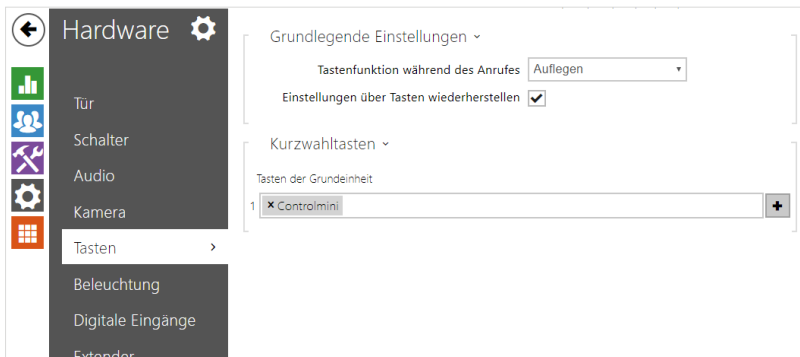 Hardware
Tür
Schalter
Audio
Kamera
Tasten
Beleuchtung
Digitale Eingänge
Extender
Grundlegende Einstellungen
Tastenfunktion während des Anrufes Auflegen
Einstellungen über Tasten wiederherstellen
Kurzwahltasten
Tasten der Grundeinheit
1 × Controlmini +